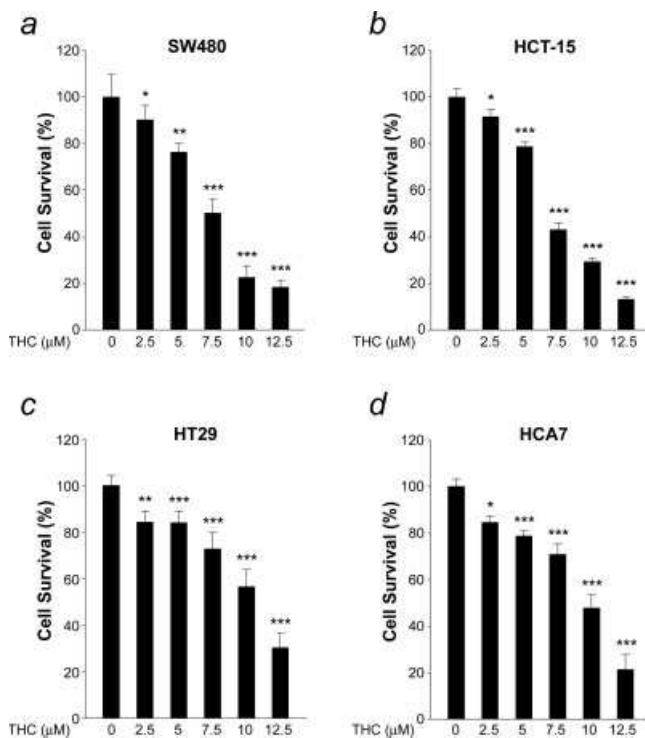 a
SW480
Cell Survival (%)
120
100
80
60
40
20
0
*
**
***
***
***
THC (μM)
0 2.5 5 7.5 10 12.5
b
HCT-15
Cell Survival (%)
120
100
80
60
40
20
0
*
***
***
***
***
THC (μM)
0 2.5 5 7.5 10 12.5
c
HT29
Cell Survival (%)
120
100
80
60
40
20
0
**
***
***
***
***
THC (μM)
0 2.5 5 7.5 10 12.5
d
HCA7
Cell Survival (%)
120
100
80
60
40
20
0
*
***
***
***
***
THC (μM)
0 2.5 5 7.5 10 12.5